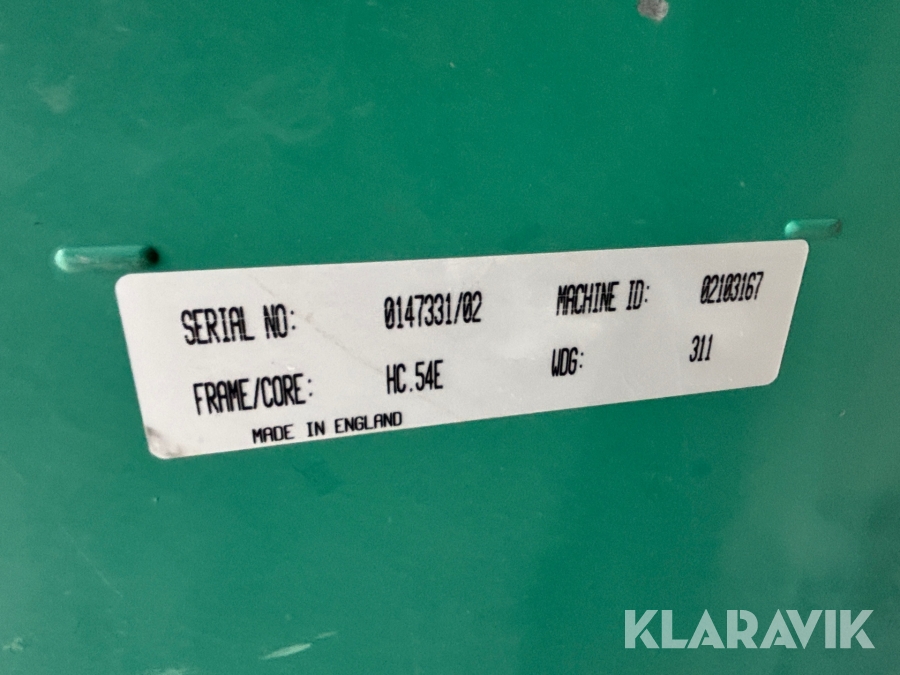 SERIAL NO: 0147331/02 MACHINE ID: 02103167
FRAME/CORE: HC.54E WDG: 311
MADE IN ENGLAND
KLARAVIK